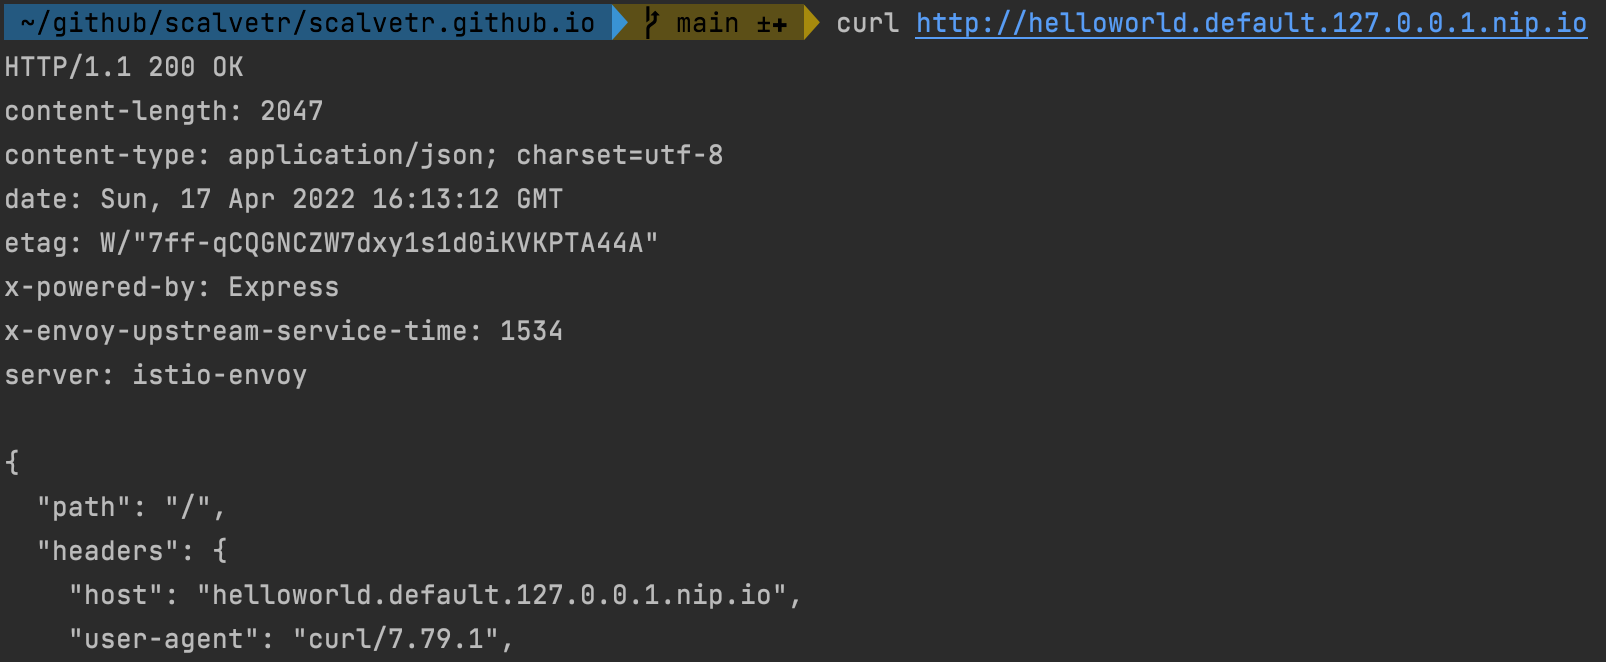 ~/github/scalvetr/scalvetr.github.io main ±✚ curl http://helloworld.default.127.0.0.1.nip.io
HTTP/1.1 200 OK
content-length: 2047
content-type: application/json; charset=utf-8
date: Sun, 17 Apr 2022 16:13:12 GMT
etag: W/"7ff-qCQGNCZW7dxy1s1d0iKVKPTA44A"
x-powered-by: Express
x-envoy-upstream-service-time: 1534
server: istio-envoy
{
"path": "/",
"headers": {
"host": "helloworld.default.127.0.0.1.nip.io",
"user-agent": "curl/7.79.1",